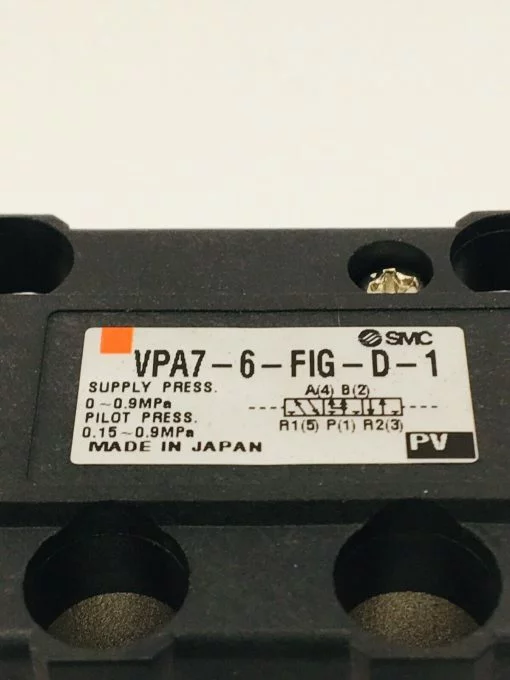 SMC
VPA7-6-FIG-D-1
SUPPLY PRESS.
0~0.9MPa
PILOT PRESS.
0.15~0.9MPa
MADE IN JAPAN
A(4) B(2)
R1(5) P(1) R2(3)
PV